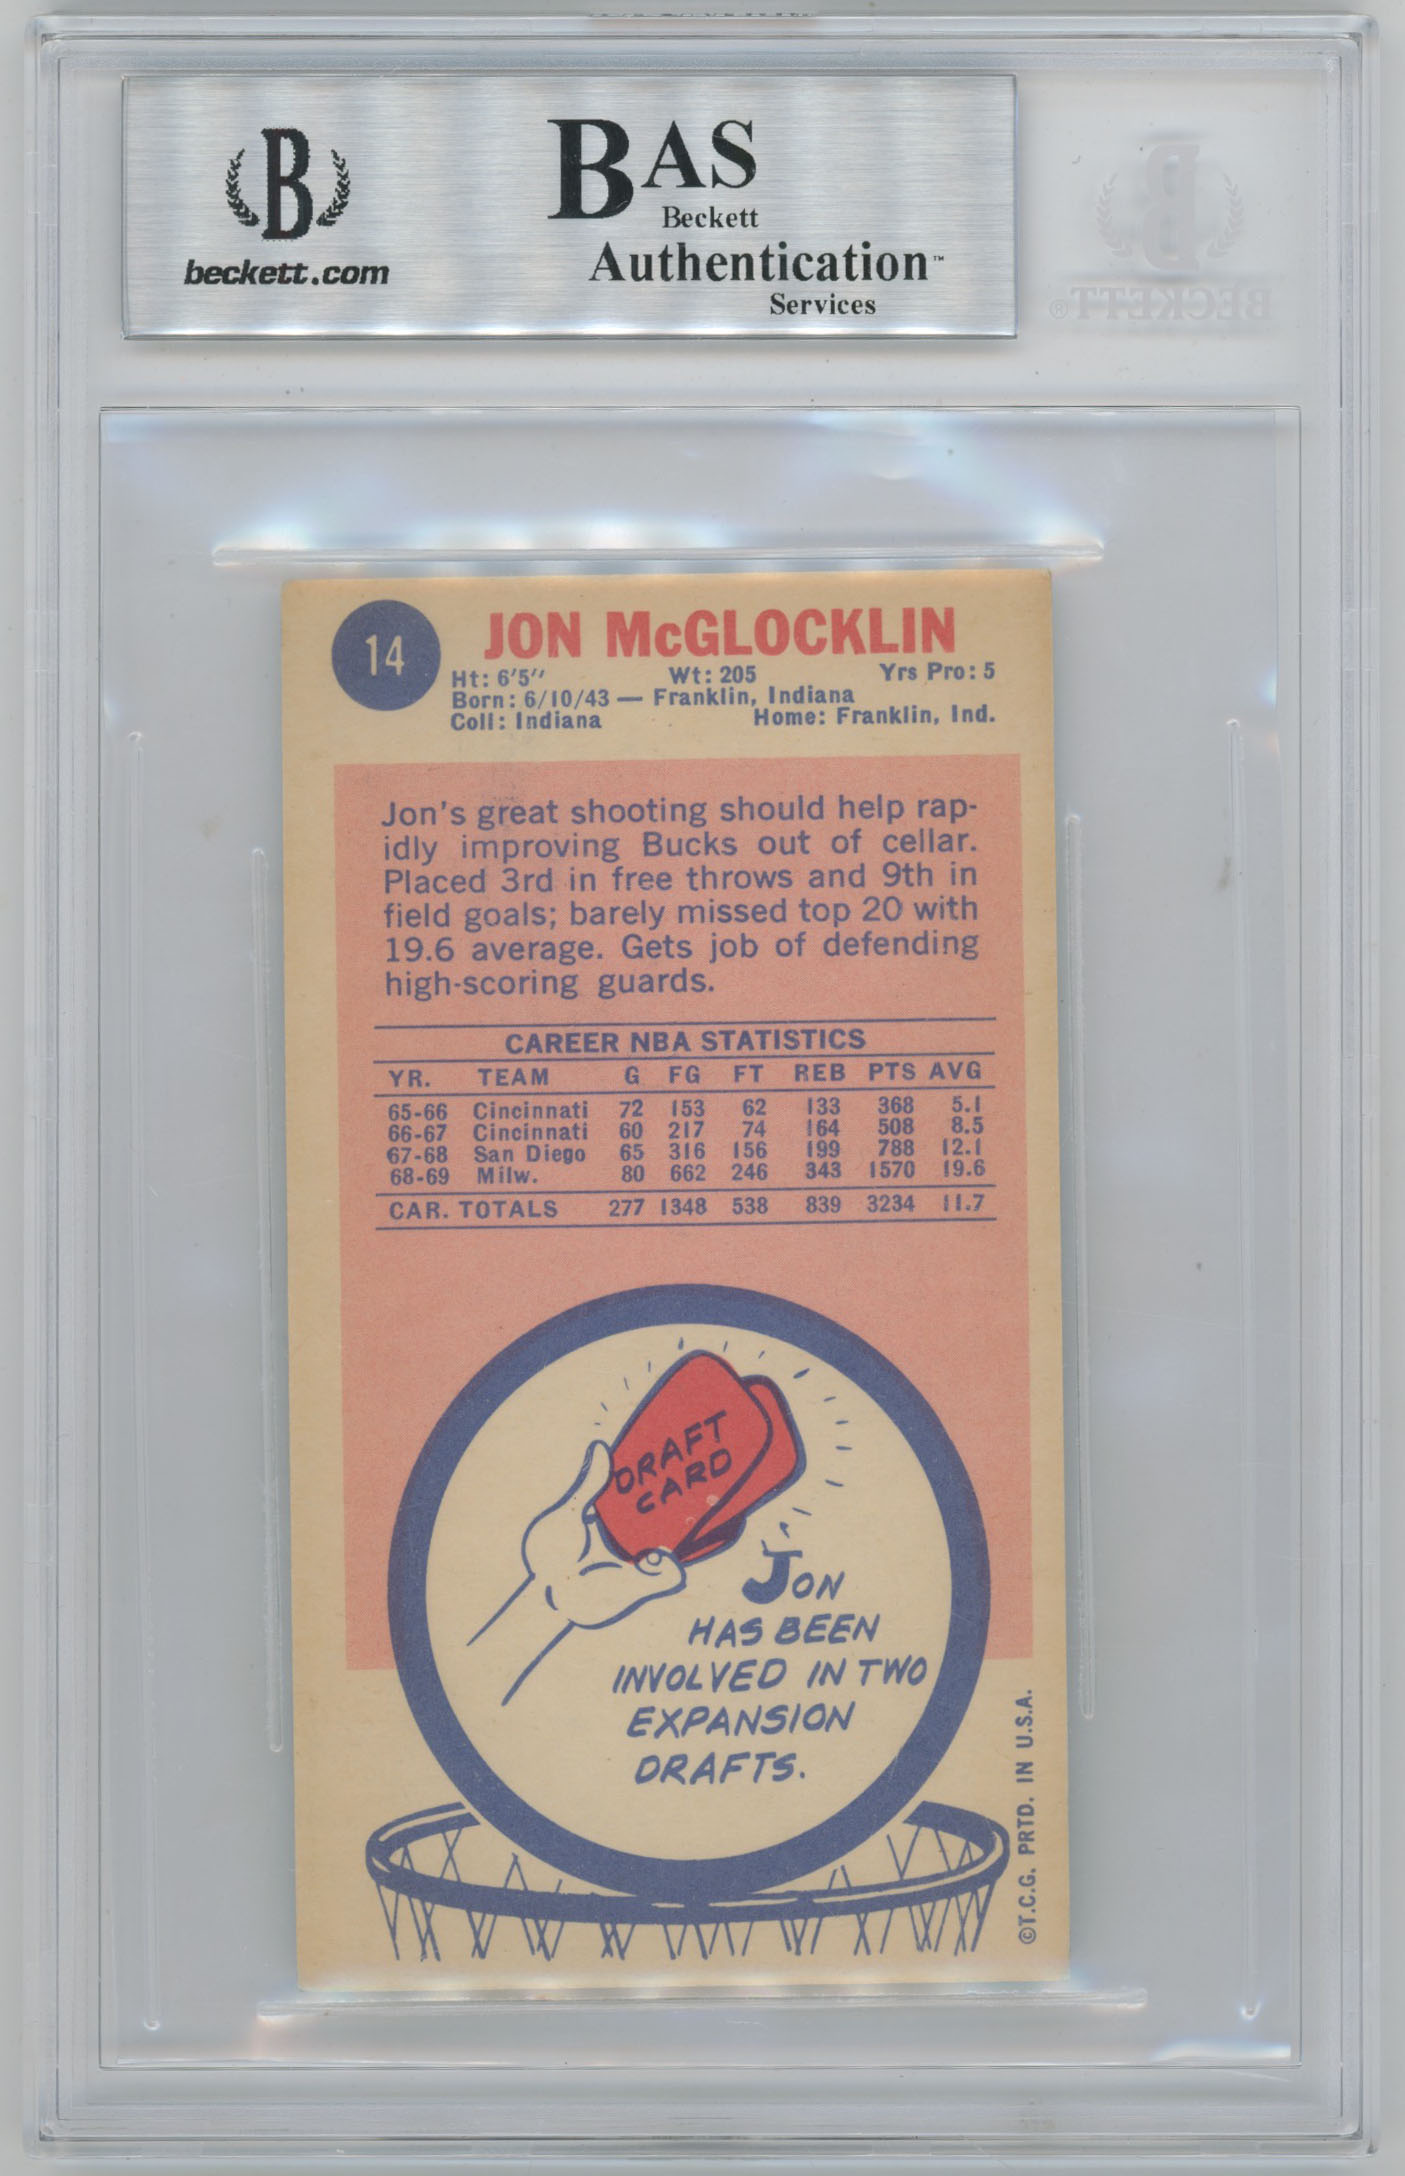 B
beckett.com
BAS
Beckett
Authentication™
Services
BECKETT®
14
JON McGLOCKLIN
Ht: 6'5" Wt: 205 Yrs Pro: 5
Born: 6/10/43 — Franklin, Indiana
Coll: Indiana Home: Franklin, Ind.
Jon's great shooting should help rap-
idly improving Bucks out of cellar.
Placed 3rd in free throws and 9th in
field goals; barely missed top 20 with
19.6 average. Gets job of defending
high-scoring guards.
CAREER NBA STATISTICS
YR. TEAM G FG FT REB PTS AVG
65-66 Cincinnati 72 153 62 133 368 5.1
66-67 Cincinnati 60 217 74 164 508 8.5
67-68 San Diego 65 316 156 199 788 12.1
68-69 Milw. 80 662 246 343 1570 19.6
CAR. TOTALS 277 1348 538 839 3234 11.7
DRAFT
CARD
JON
HAS BEEN
INVOLVED IN TWO
EXPANSION
DRAFTS.
©T.C.G. PRTD. IN U.S.A.